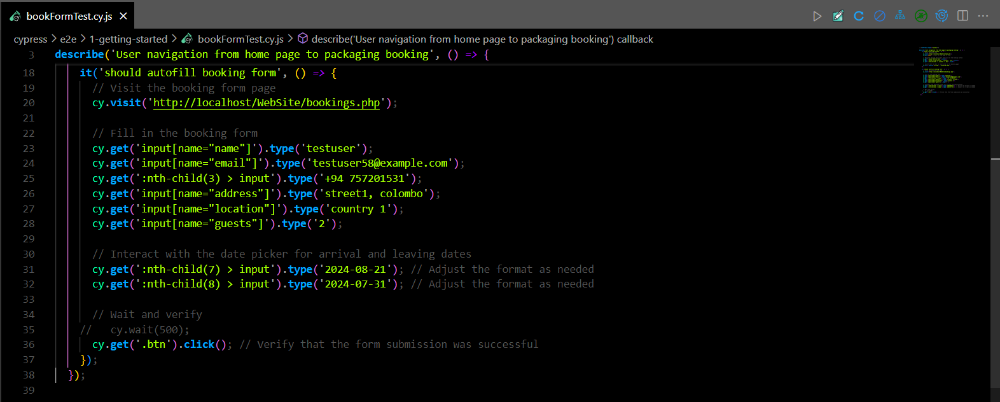 bookFormTest.cy.js
cypress > e2e > 1-getting-started > bookFormTest.cy.js > describe('User navigation from home page to packaging booking') callback
3 describe('User navigation from home page to packaging booking', () => {
18 it('should autofill booking form', () => {
19 // Visit the booking form page
20 cy.visit('http://localhost/WebSite/bookings.php');
21
22 // Fill in the booking form
23 cy.get('input[name="name"]').type('testuser');
24 cy.get('input[name="email"]').type('testuser58@example.com');
25 cy.get(':nth-child(3) > input').type('+94 757201531');
26 cy.get('input[name="address"]').type('street1, colombo');
27 cy.get('input[name="location"]').type('country 1');
28 cy.get('input[name="guests"]').type('2');
29
30 // Interact with the date picker for arrival and leaving dates
31 cy.get(':nth-child(7) > input').type('2024-08-21'); // Adjust the format as needed
32 cy.get(':nth-child(8) > input').type('2024-07-31'); // Adjust the format as needed
33
34 // Wait and verify
35 // cy.wait(500);
36 cy.get('.btn').click(); // Verify that the form submission was successful
37 });
38 });
39